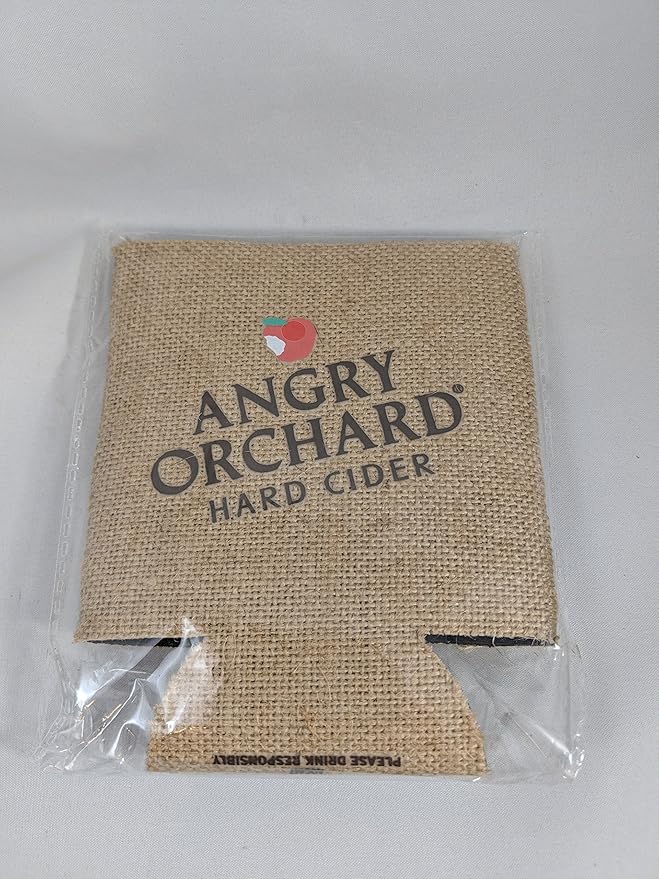 ANGRY
ORCHARD®
HARD CIDER
PLEASE DRINK RESPONSIBLY